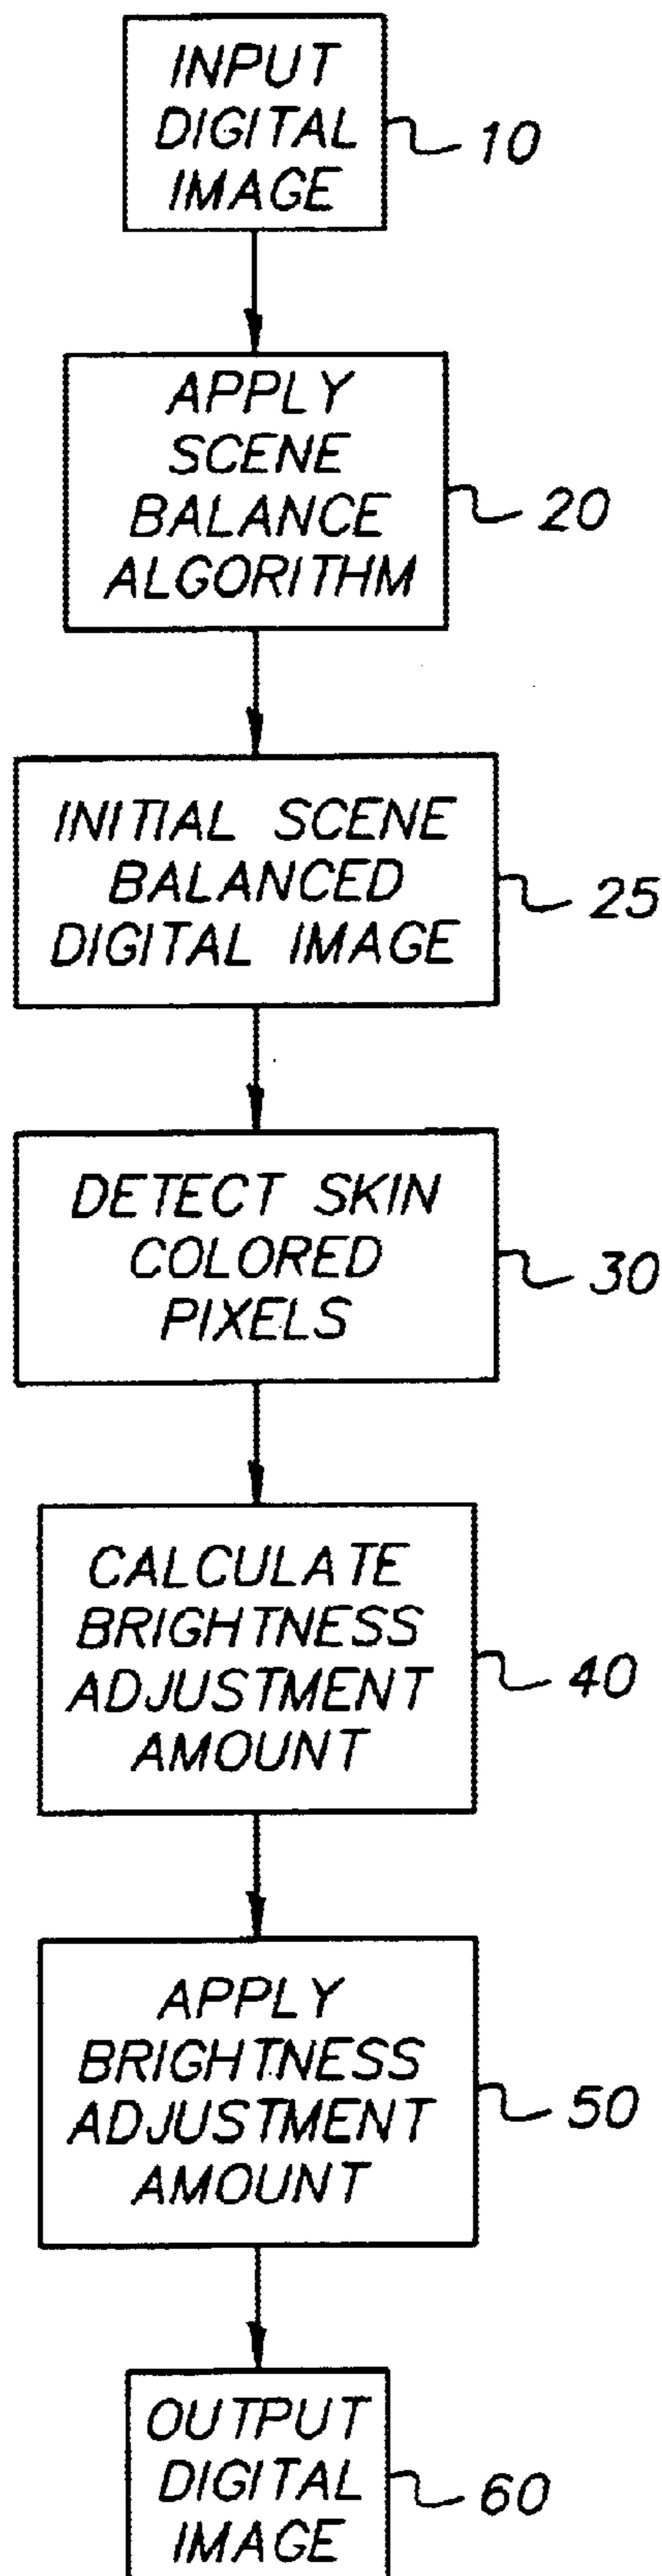 INPUT
DIGITAL
IMAGE
10
APPLY
SCENE
BALANCE
ALGORITHM
20
INITIAL SCENE
BALANCED
DIGITAL IMAGE
25
DETECT SKIN
COLORED
PIXELS
30
CALCULATE
BRIGHTNESS
ADJUSTMENT
AMOUNT
40
APPLY
BRIGHTNESS
ADJUSTMENT
AMOUNT
50
OUTPUT
DIGITAL
IMAGE
60